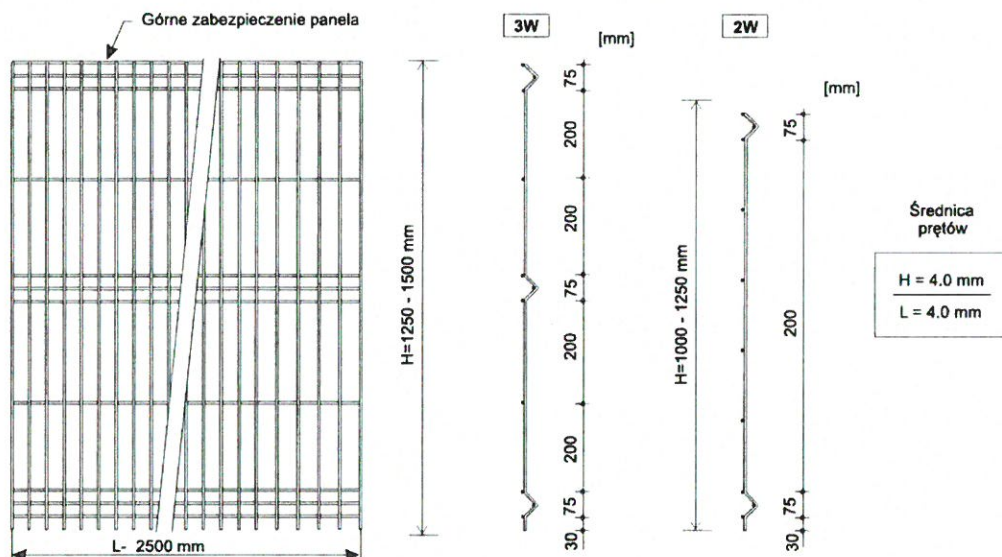 Górne zabezpieczenie panela
H=1250 - 1500 mm
L- 2500 mm
3W
[mm]
75
200
200
75
200
200
75
30
2W
[mm]
H=1000 - 1250 mm
75
200
75
30
Średnica
prętów
H = 4.0 mm
L = 4.0 mm